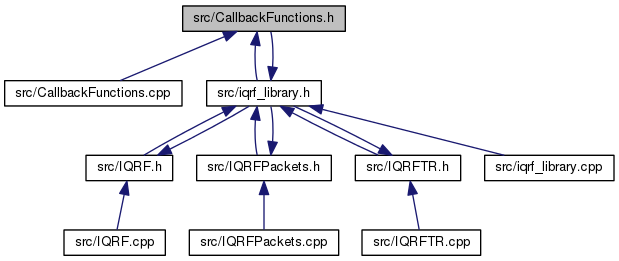 src/CallbackFunctions.h
src/CallbackFunctions.cpp
src/iqrf_library.h
src/IQRF.h
src/IQRFPackets.h
src/IQRFTR.h
src/iqrf_library.cpp
src/IQRF.cpp
src/IQRFPackets.cpp
src/IQRFTR.cpp